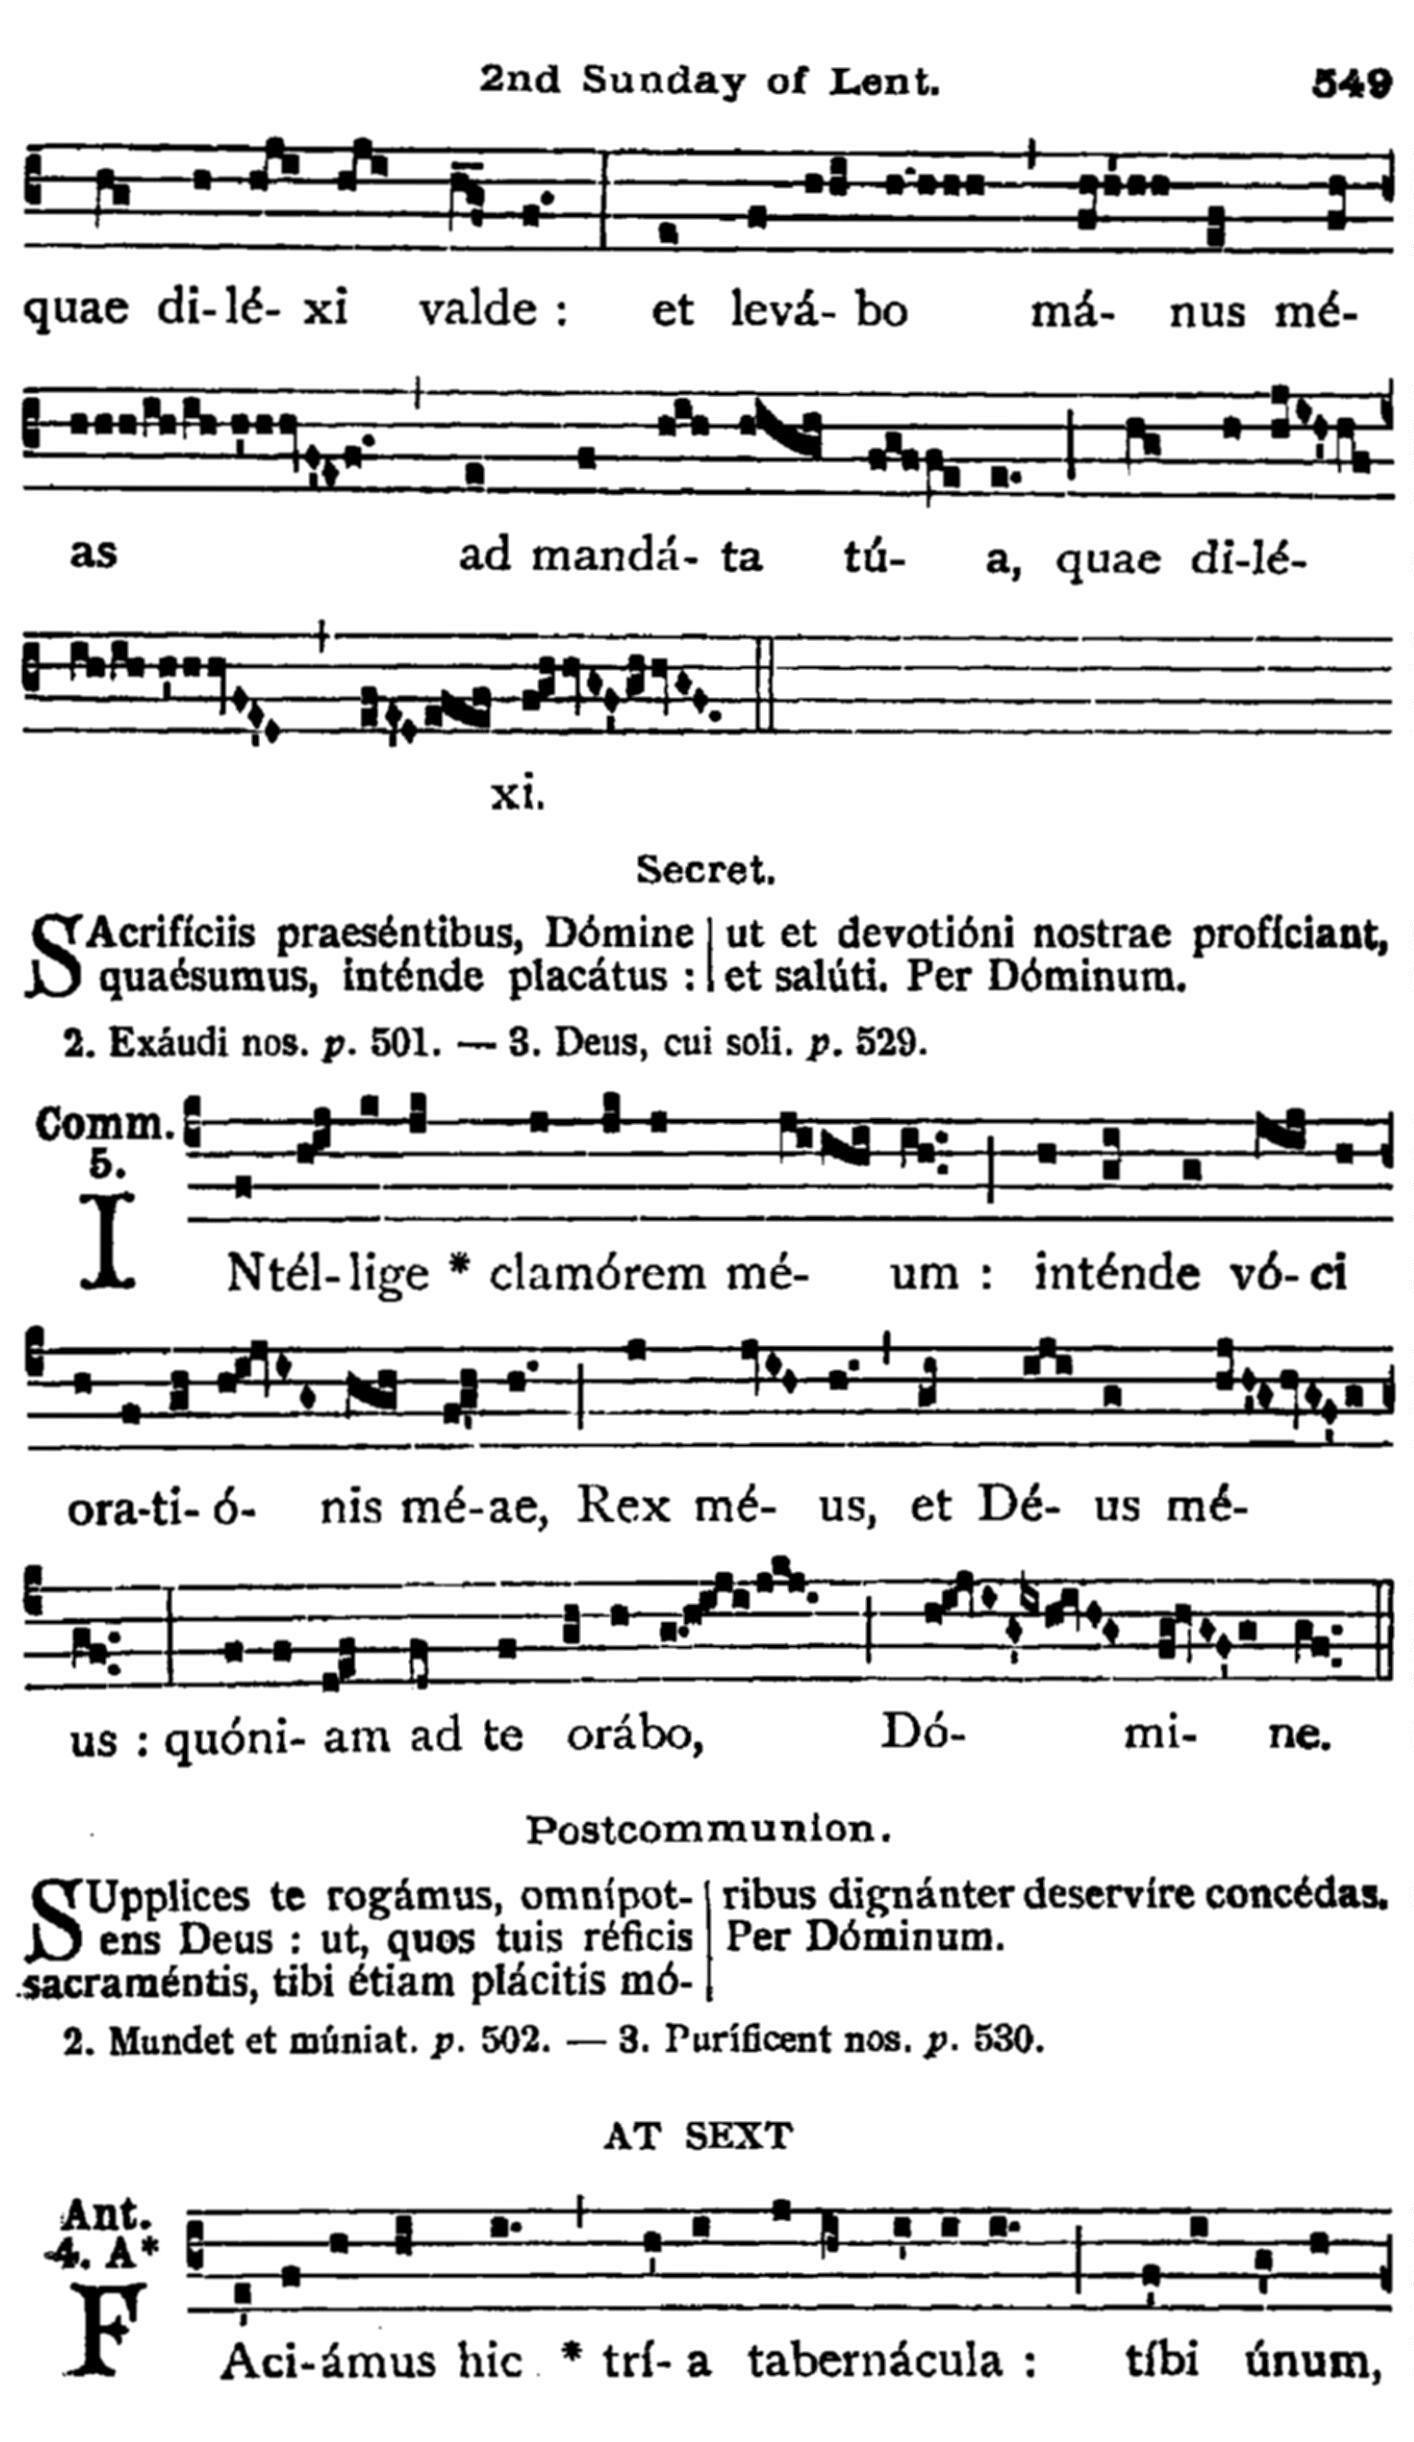 2nd Sunday of Lent. 549
quae di- lé- xi valde : et levá- bo má- nus mé-
as ad mandá- ta tú- a, quae di-lé-
xi.
Secret.
SAcrifíciis praeséntibus, Dómine
quaésumus, inténde placátus :
ut et devotióni nostrae profíciant,
et salúti. Per Dóminum.
2. Exáudi nos. p. 501. — 3. Deus, cui soli. p. 529.
Comm.
5.
INtél- lige * clamórem mé- um : inténde vó- ci
ora-ti- ó- nis mé-ae, Rex mé- us, et Dé- us mé-
us : quóni- am ad te orábo, Dó- mi- ne.
Postcommunion.
SUpplices te rogámus, omnípot-
ens Deus : ut, quos tuis réficis
sacraméntis, tibi étiam plácitis mó-
ribus dignánter deservíre concédas.
Per Dóminum.
2. Mundet et múniat. p. 502. — 3. Puríficent nos. p. 530.
AT SEXT
Ant.
4. A*
FAci-ámus hic * trí- a tabernácula : tíbi únum,